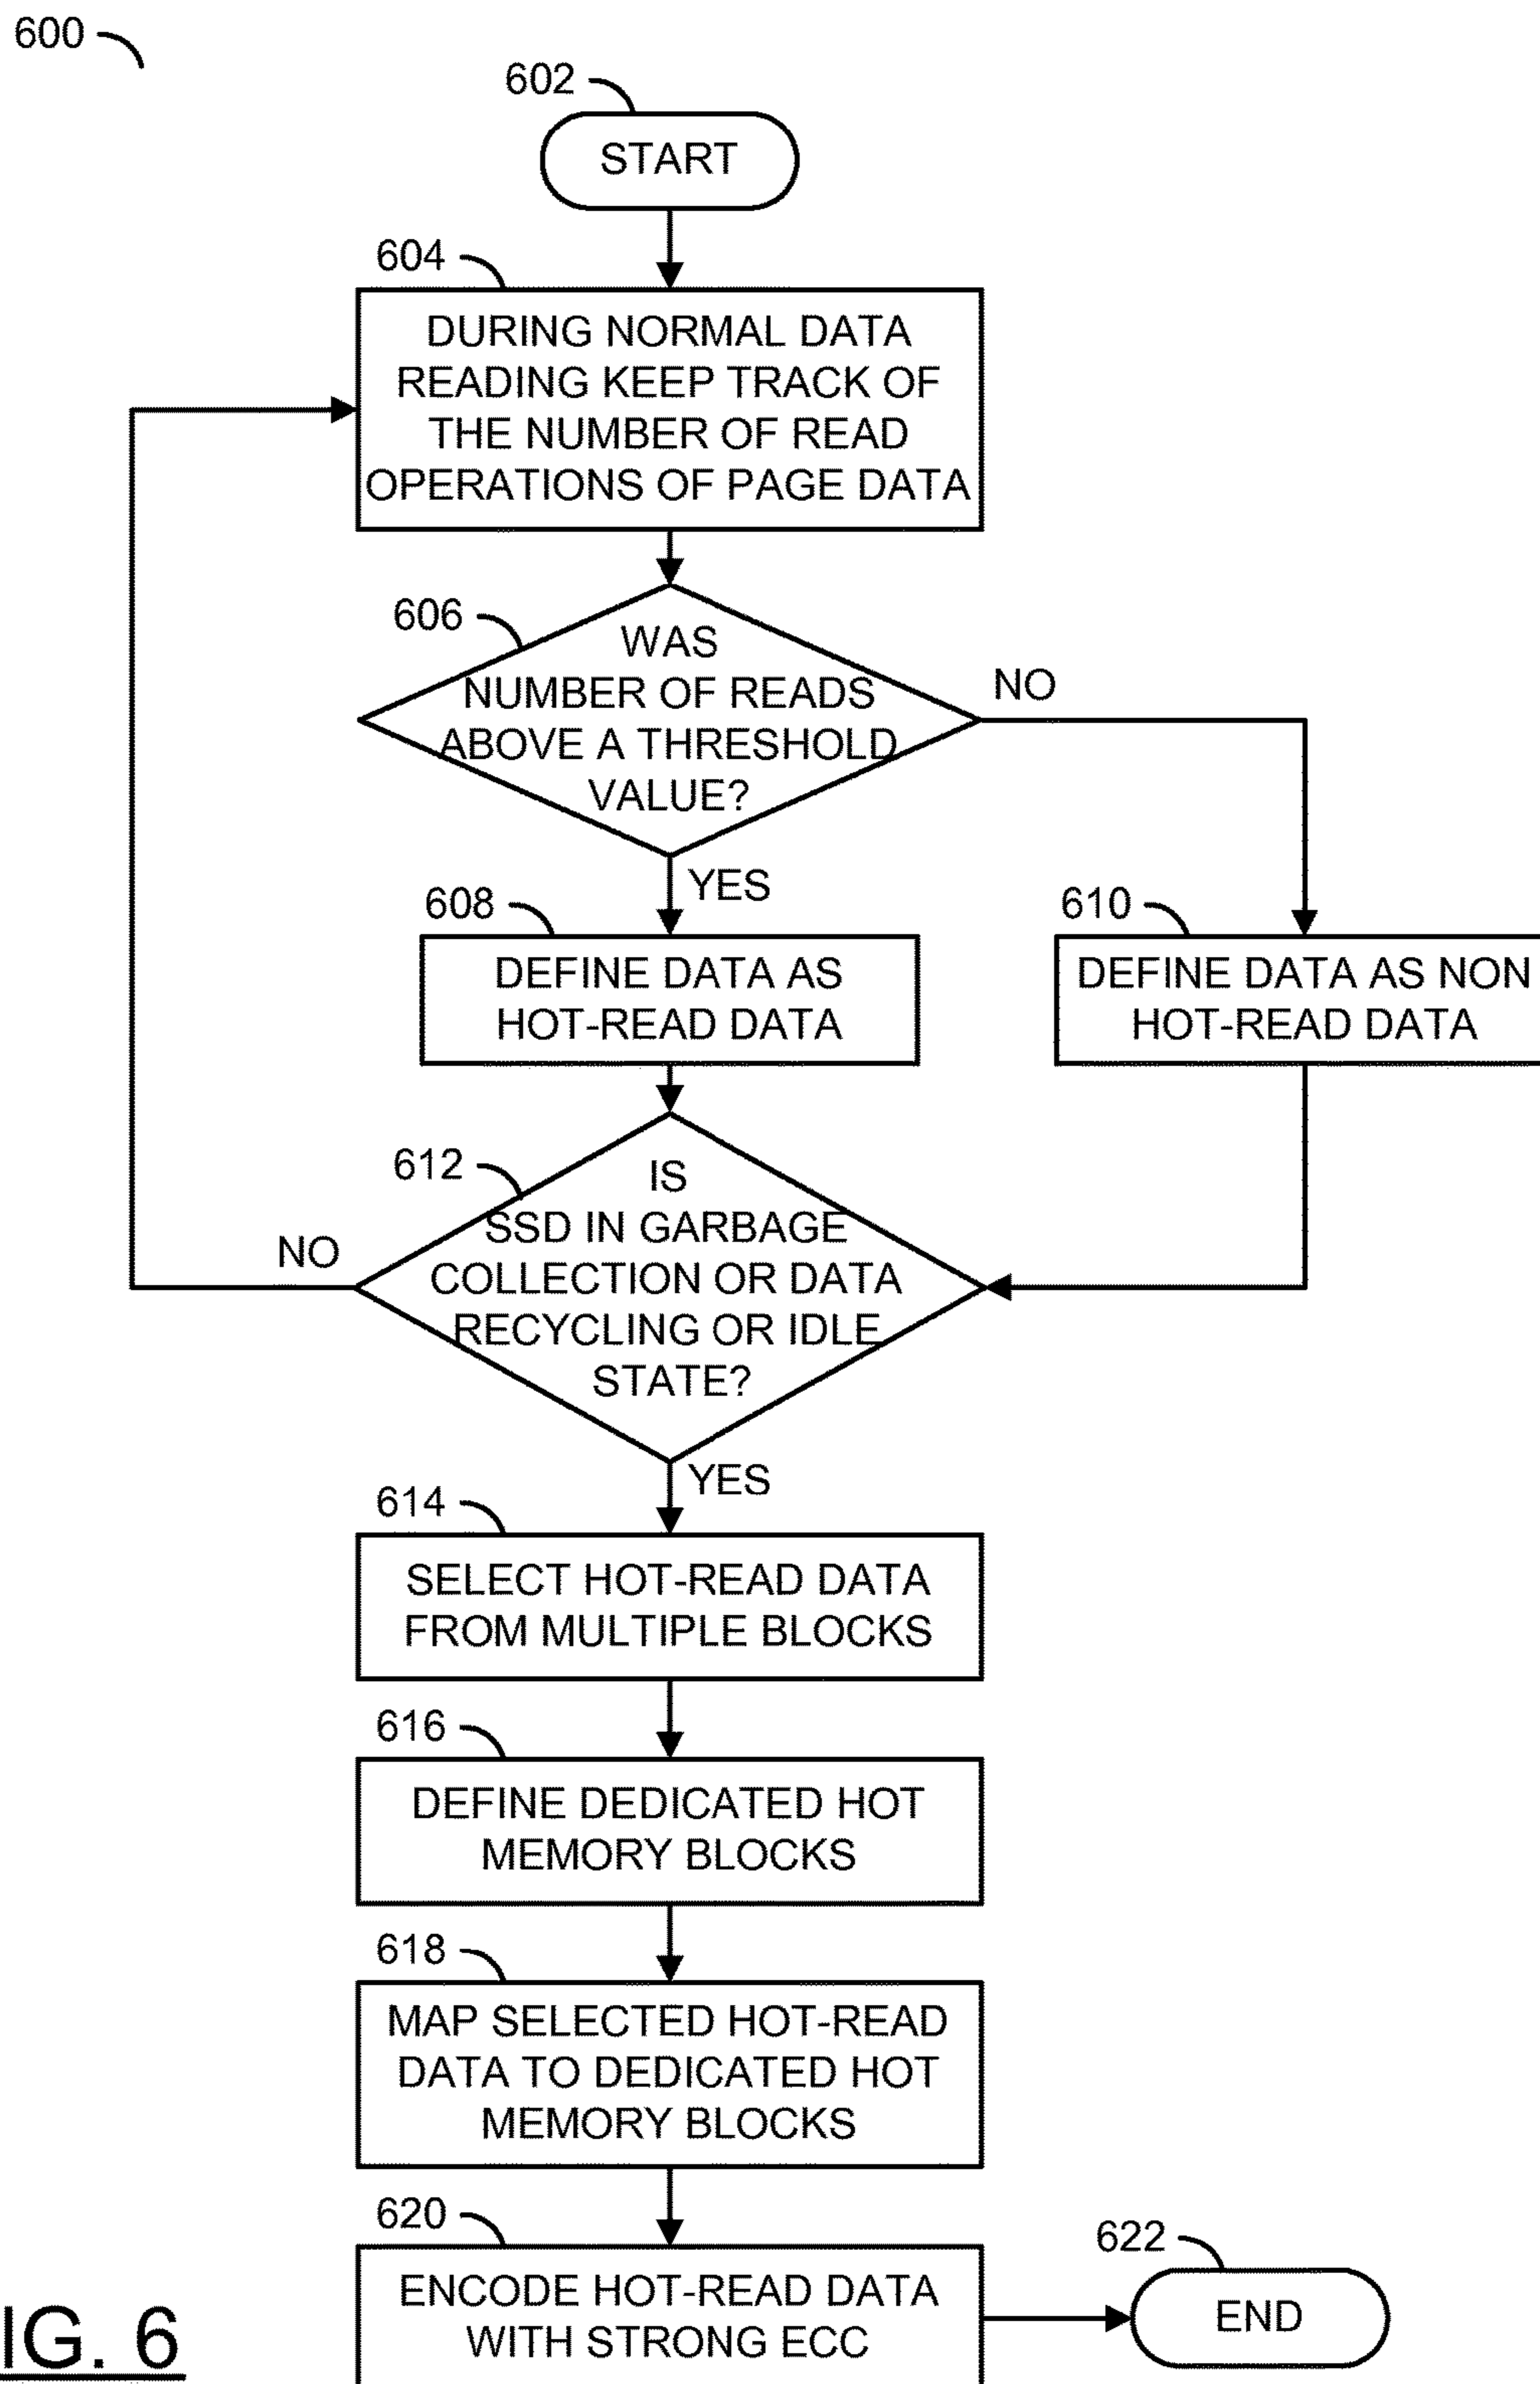 600
602
START
604
DURING NORMAL DATA
READING KEEP TRACK OF
THE NUMBER OF READ
OPERATIONS OF PAGE DATA
606
WAS
NUMBER OF READS
ABOVE A THRESHOLD
VALUE?
NO
YES
608
DEFINE DATA AS
HOT-READ DATA
610
DEFINE DATA AS NON
HOT-READ DATA
612
IS
SSD IN GARBAGE
COLLECTION OR DATA
RECYCLING OR IDLE
STATE?
NO
YES
614
SELECT HOT-READ DATA
FROM MULTIPLE BLOCKS
616
DEFINE DEDICATED HOT
MEMORY BLOCKS
618
MAP SELECTED HOT-READ
DATA TO DEDICATED HOT
MEMORY BLOCKS
620
ENCODE HOT-READ DATA
WITH STRONG ECC
622
END
IG. 6